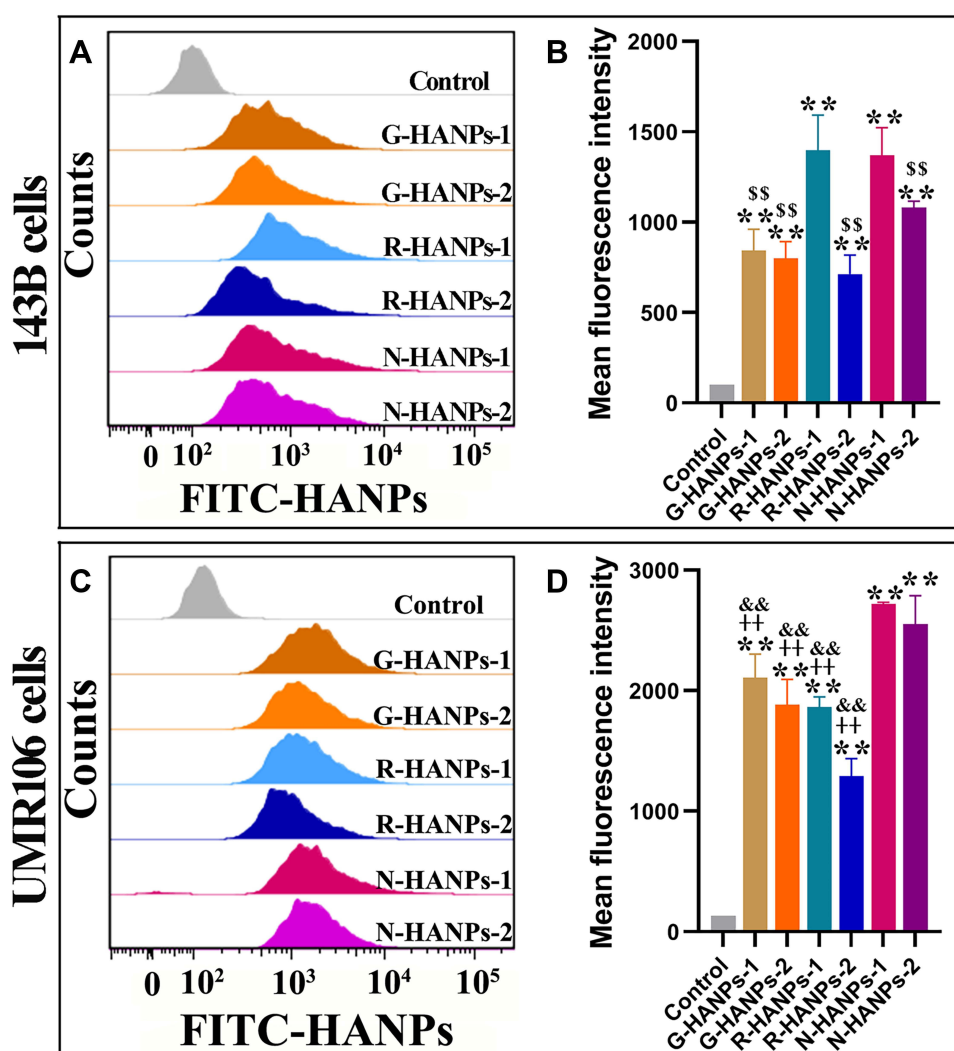 143B cells
A
Counts
Control
G-HANPs-1
G-HANPs-2
R-HANPs-1
R-HANPs-2
N-HANPs-1
N-HANPs-2
0 10² 10³ 10⁴ 10⁵
FITC-HANPs
B
Mean fluorescence intensity
2000
1500
1000
500
0
$$
**
$$
**
**
$$
**
**
$$
**
Control
G-HANPs-1
G-HANPs-2
R-HANPs-1
R-HANPs-2
N-HANPs-1
N-HANPs-2
UMR106 cells
C
Counts
Control
G-HANPs-1
G-HANPs-2
R-HANPs-1
R-HANPs-2
N-HANPs-1
N-HANPs-2
0 10² 10³ 10⁴ 10⁵
FITC-HANPs
D
Mean fluorescence intensity
3000
2000
1000
0
&&
‡‡
**
&&
‡‡
**
&&
‡‡
**
&&
‡‡
**
**
**
Control
G-HANPs-1
G-HANPs-2
R-HANPs-1
R-HANPs-2
N-HANPs-1
N-HANPs-2